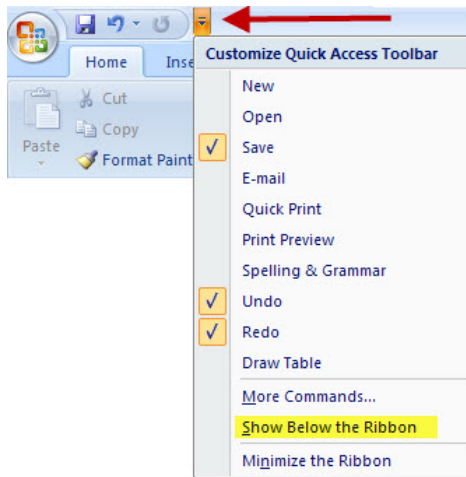 Customize Quick Access Toolbar
Home Inse
New
Cut
Open
Copy
Save
Paste
Format Paint
E-mail
Quick Print
Print Preview
Spelling & Grammar
Undo
Redo
Draw Table
More Commands...
Show Below the Ribbon
Minimize the Ribbon